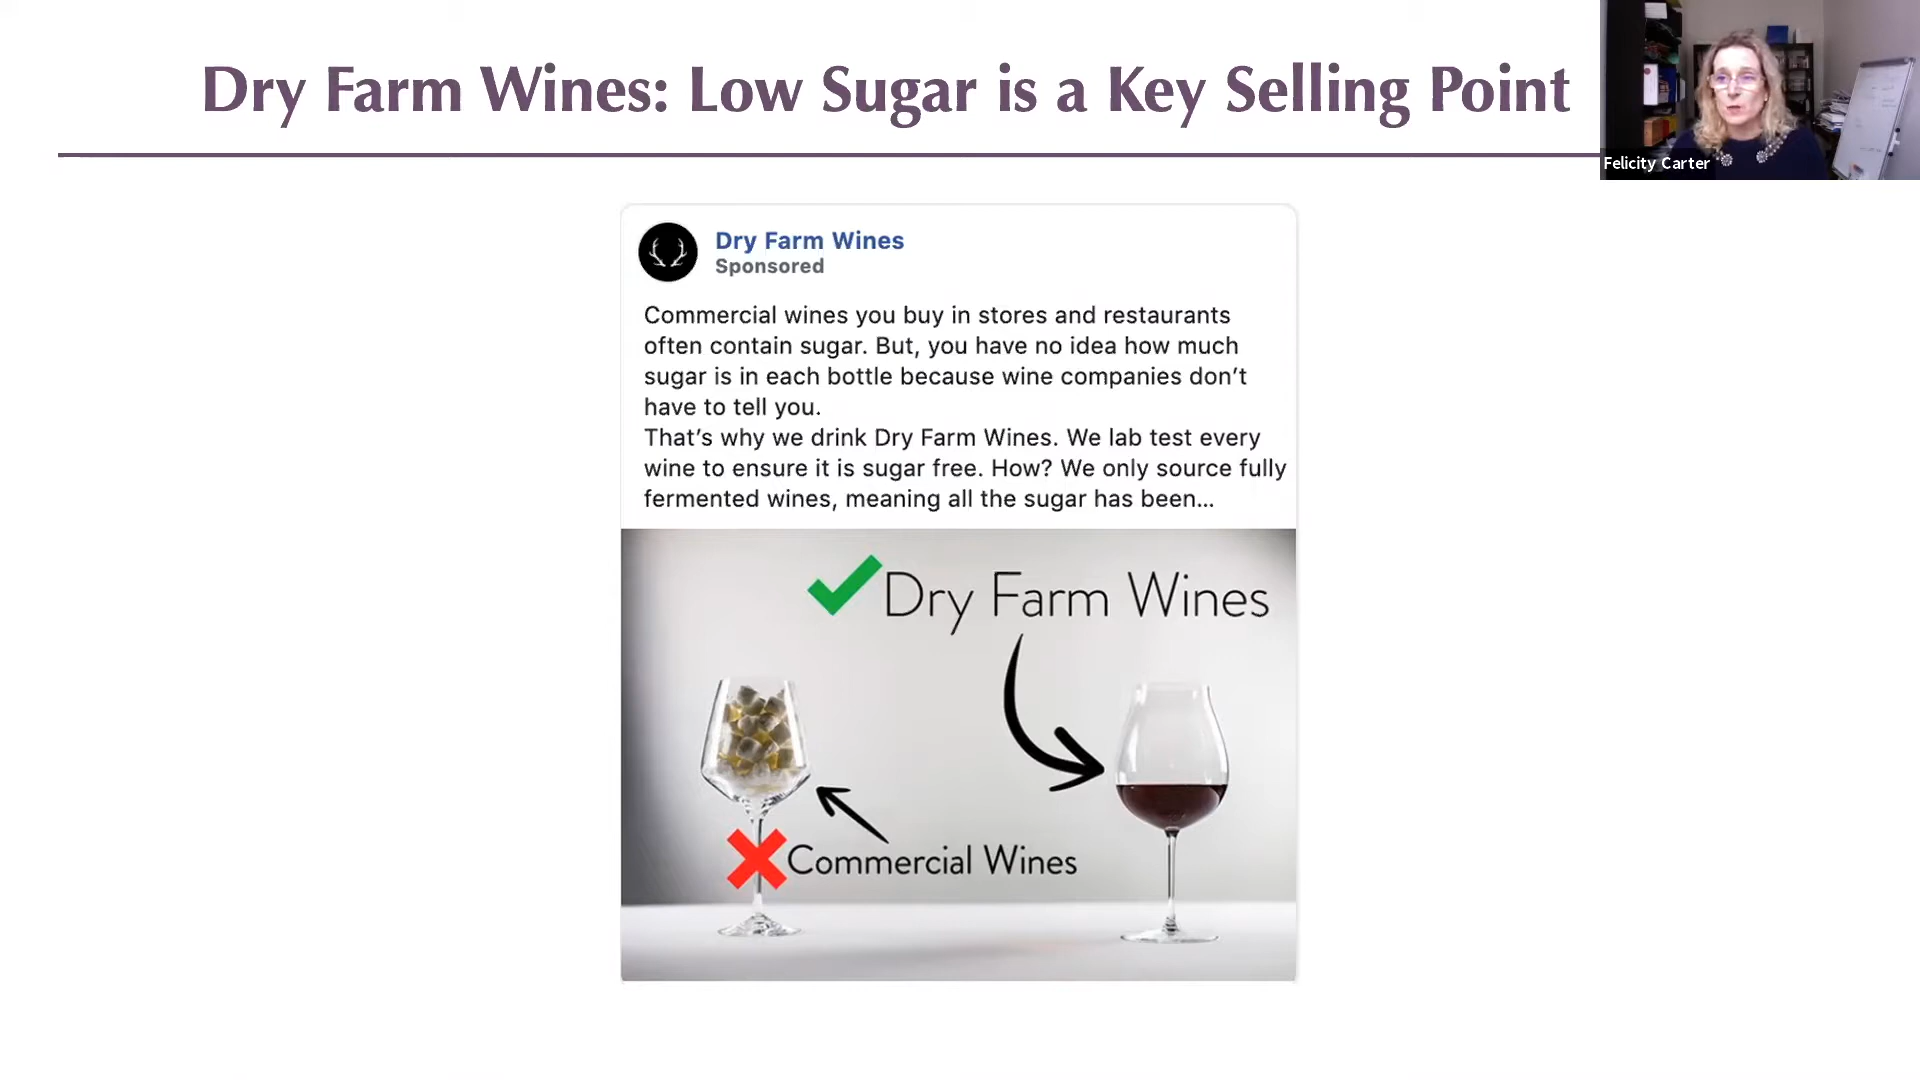 Dry Farm Wines: Low Sugar is a Key Selling Point
Felicity Carter
Dry Farm Wines
Sponsored
Commercial wines you buy in stores and restaurants
often contain sugar. But, you have no idea how much
sugar is in each bottle because wine companies don’t
have to tell you.
That’s why we drink Dry Farm Wines. We lab test every
wine to ensure it is sugar free. How? We only source fully
fermented wines, meaning all the sugar has been...
Dry Farm Wines
Commercial Wines